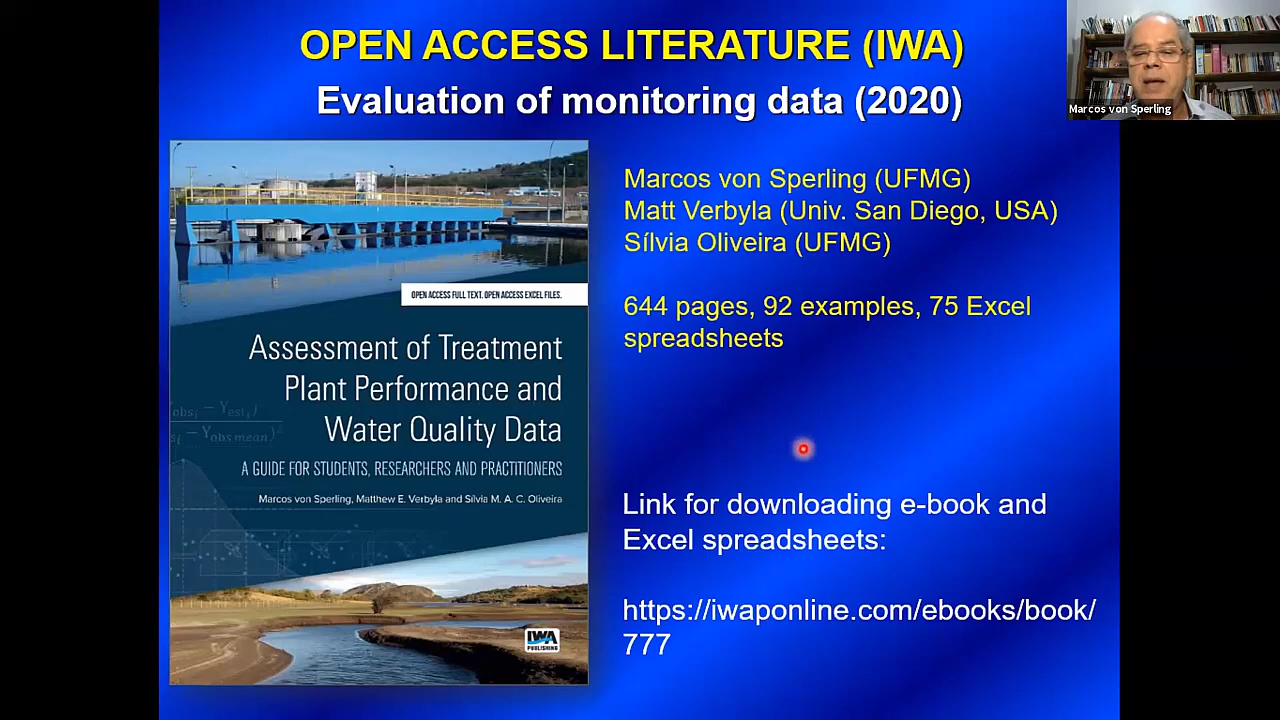 OPEN ACCESS LITERATURE (IWA)
Evaluation of monitoring data (2020)
Marcos von Sperling
Marcos von Sperling (UFMG)
Matt Verbyla (Univ. San Diego, USA)
Sílvia Oliveira (UFMG)
644 pages, 92 examples, 75 Excel
spreadsheets
OPEN ACCESS FULL TEXT. OPEN ACCESS EXCEL FILES.
Assessment of Treatment
Plant Performance and
Water Quality Data
A GUIDE FOR STUDENTS, RESEARCHERS AND PRACTITIONERS
Marcos von Sperling, Matthew E. Verbyla and Sílvia M. A. C. Oliveira
IWA
PUBLISHING
Link for downloading e-book and
Excel spreadsheets:
https://iwaponline.com/ebooks/book/
777